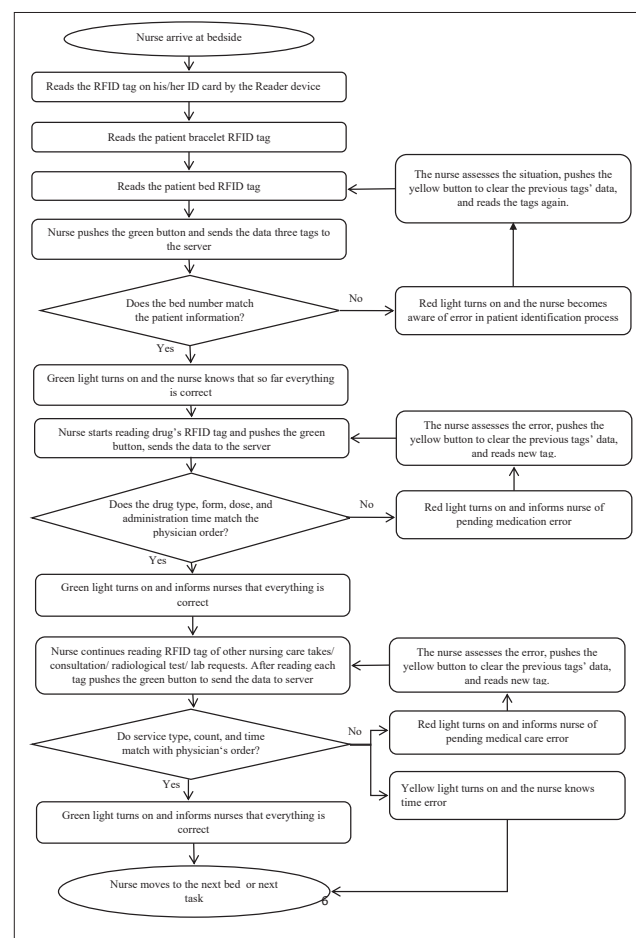 Nurse arrive at bedside
Reads the RFID tag on his/her ID card by the Reader device
Reads the patient bracelet RFID tag
Reads the patient bed RFID tag
The nurse assesses the situation, pushes the
yellow button to clear the previous tags’ data,
and reads the tags again.
Nurse pushes the green button and sends the data three tags to
the server
Does the bed number match
the patient information?
No
Red light turns on and the nurse becomes
aware of error in patient identification process
Yes
Green light turns on and the nurse knows that so far everything
is correct
Nurse starts reading drug’s RFID tag and pushes the green
button, sends the data to the server
The nurse assesses the error, pushes the
yellow button to clear the previous tags’ data,
and reads new tag.
Does the drug type, form, dose, and
administration time match the
physician order?
No
Red light turns on and informs nurse of
pending medication error
Yes
Green light turns on and informs nurses that everything is
correct
Nurse continues reading RFID tag of other nursing care takes/
consultation/ radiological test/ lab requests. After reading each
tag pushes the green button to send the data to server
The nurse assesses the error, pushes the
yellow button to clear the previous tags’ data,
and reads new tag.
Do service type, count, and time
match with physician‘s order?
No
Red light turns on and informs nurse of
pending medical care error
Yes
Yellow light turns on and the nurse knows
time error
Green light turns on and informs nurses that everything is
correct
Nurse moves to the next bed or next
task
6